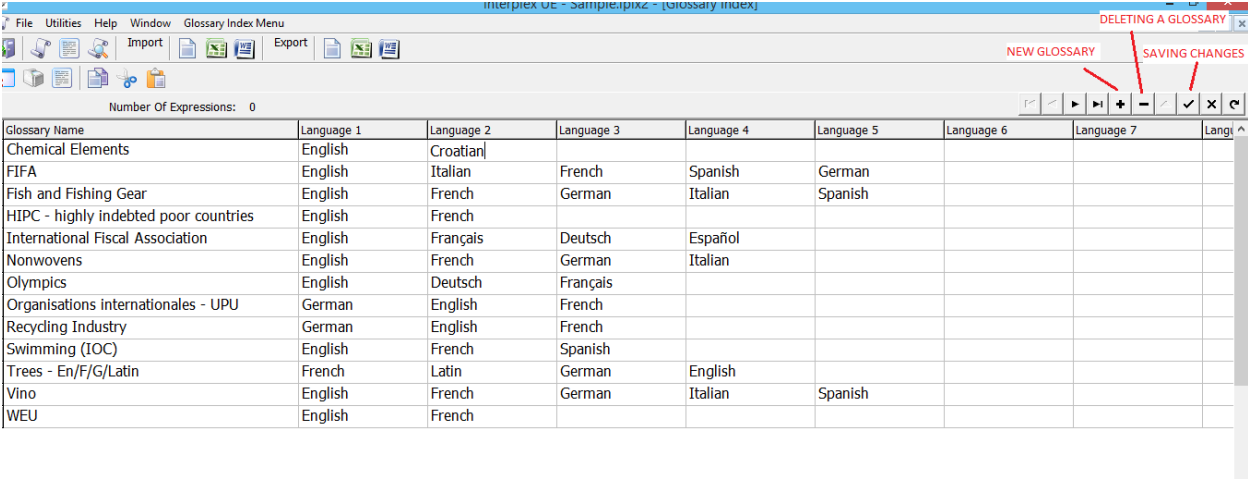 Interplex UE - Sample.ipix2 - [Glossary Index]
File Utilities Help Window Glossary Index Menu
DELETING A GLOSSARY
Import Export
NEW GLOSSARY
SAVING CHANGES
Number Of Expressions: 0
Glossary Name Language 1 Language 2 Language 3 Language 4 Language 5 Language 6 Language 7
Chemical Elements English Croatian
FIFA English Italian French Spanish German
Fish and Fishing Gear English French German Italian Spanish
HIPC - highly indebted poor countries English French
International Fiscal Association English Français Deutsch Español
Nonwovens English French German Italian
Olympics English Deutsch Français
Organisations internationales - UPU German English French
Recycling Industry German English French
Swimming (IOC) English French Spanish
Trees - En/F/G/Latin French Latin German English
Vino English French German Italian Spanish
WEU English French